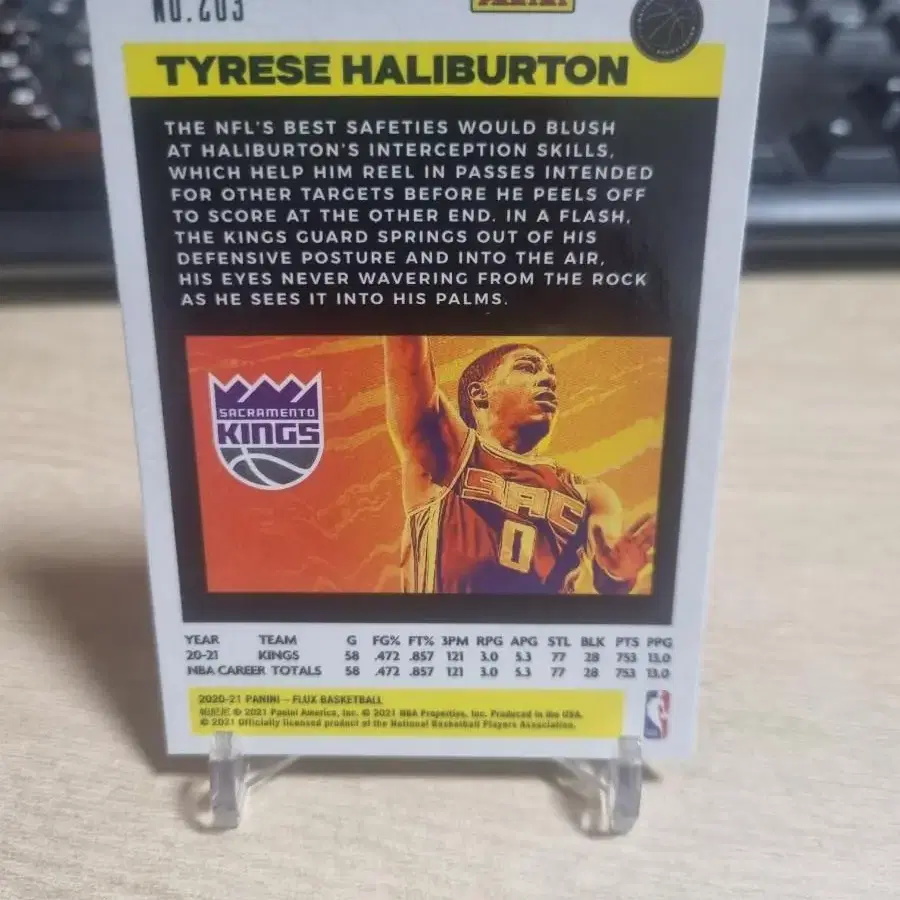 NO. 203
PANINI
TYRESE HALIBURTON
THE NFL'S BEST SAFETIES WOULD BLUSH
AT HALIBURTON'S INTERCEPTION SKILLS,
WHICH HELP HIM REEL IN PASSES INTENDED
FOR OTHER TARGETS BEFORE HE PEELS OFF
TO SCORE AT THE OTHER END. IN A FLASH,
THE KINGS GUARD SPRINGS OUT OF HIS
DEFENSIVE POSTURE AND INTO THE AIR,
HIS EYES NEVER WAVERING FROM THE ROCK
AS HE SEES IT INTO HIS PALMS.
SACRAMENTO
KINGS
SAC
0
YEAR TEAM G FG% FT% 3PM RPG APG STL BLK PTS PPG
20-21 KINGS 58 .472 .857 121 3.0 5.3 77 28 753 13.0
NBA CAREER TOTALS 58 .472 .857 121 3.0 5.3 77 28 753 13.0
2020-21 PANINI – FLUX BASKETBALL
帕尼尼 © 2021 Panini America, Inc. © 2021 NBA Properties, Inc. Produced in the USA.
© 2021 Officially licensed product of the National Basketball Players Association.